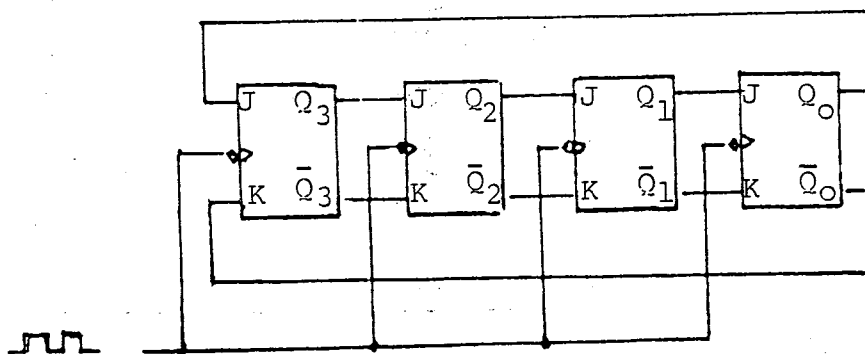 J Q3 J Q2 J Q1 J Q0
K Q̄3 K Q̄2 K Q̄1 K Q̄0